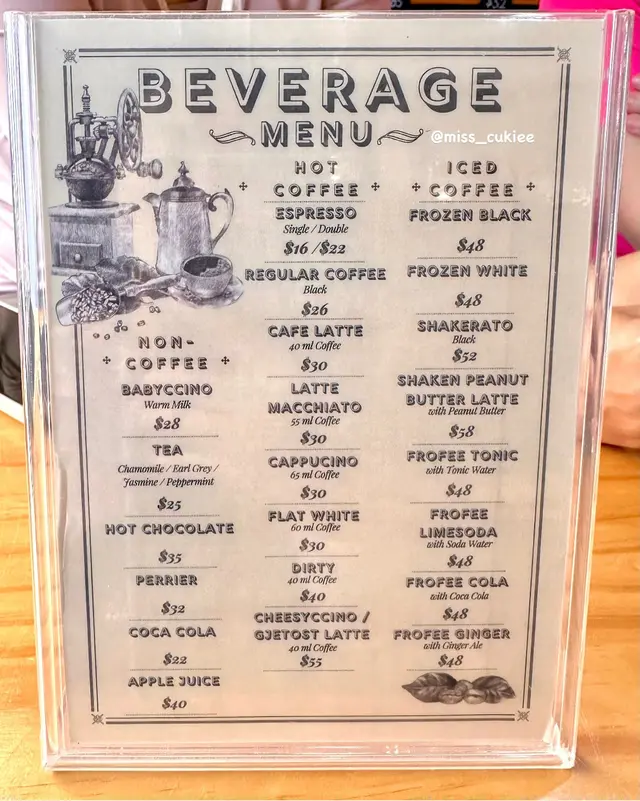 BEVERAGE
MENU
@miss_cukiee
HOT
COFFEE
ESPRESSO
Single / Double
$16 /$22
REGULAR COFFEE
Black
$26
CAFE LATTE
40 ml Coffee
$30
LATTE
MACCHIATO
55 ml Coffee
$30
CAPPUCINO
65 ml Coffee
$30
FLAT WHITE
60 ml Coffee
$30
DIRTY
40 ml Coffee
$40
CHEESYCCINO /
GJETOST LATTE
40 ml Coffee
$55
ICED
COFFEE
FROZEN BLACK
$48
FROZEN WHITE
$48
SHAKERATO
Black
$52
SHAKEN PEANUT
BUTTER LATTE
with Peanut Butter
$58
FROFEE TONIC
with Tonic Water
$48
FROFEE
LIMESODA
with Soda Water
$48
FROFEE COLA
with Coca Cola
$48
FROFEE GINGER
with Ginger Ale
$48
NON-
COFFEE
BABYCCINO
Warm Milk
$28
TEA
Chamomile / Earl Grey /
Jasmine / Peppermint
$25
HOT CHOCOLATE
$35
PERRIER
$32
COCA COLA
$22
APPLE JUICE
$40